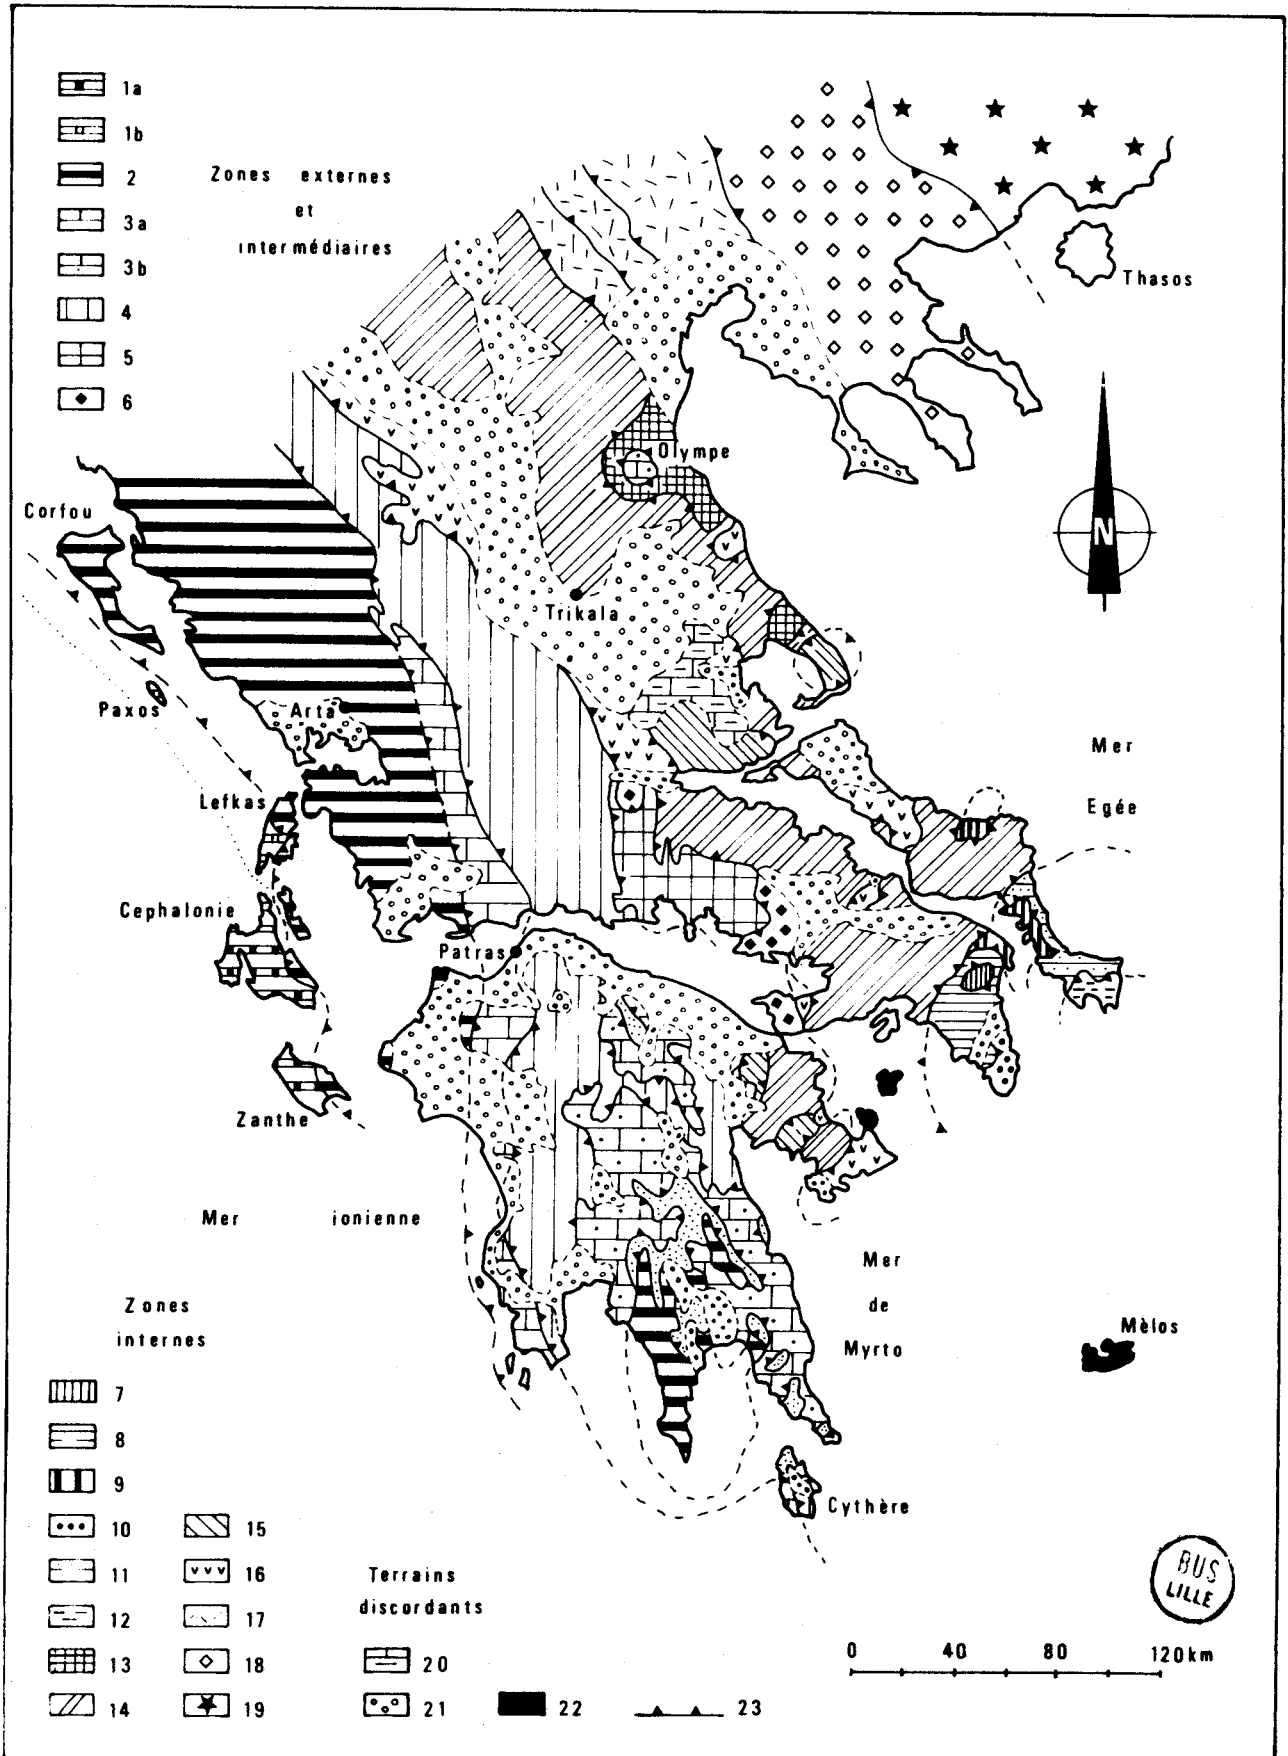 1a
1b
2
Zones externes
et
intermédiaires
3a
3b
4
5
6
Thasos
Olympe
N
Corfou
Trikala
Paxos
Arta
Mer
Egée
Lefkas
Cephalonie
Patras
Zanthe
Mer ionienne
Mer
de
Myrto
Zones
internes
Mèlos
7
8
9
Cythère
10 15
11 16
Terrains
discordants
12 17
13 18 20
14 19 21 22 23
BUS
LILLE
0 40 80 120km